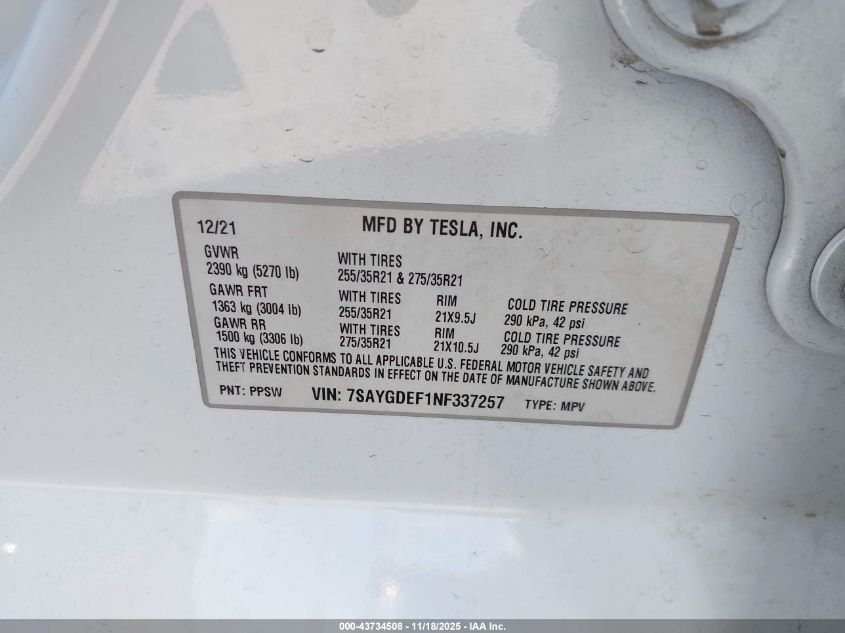 12/21 MFD BY TESLA, INC.
GVWR WITH TIRES
2390 kg (5270 lb) 255/35R21 & 275/35R21
GAWR FRT WITH TIRES RIM COLD TIRE PRESSURE
1363 kg (3004 lb) 255/35R21 21X9.5J 290 kPa, 42 psi
GAWR RR WITH TIRES RIM COLD TIRE PRESSURE
1500 kg (3306 lb) 275/35R21 21X10.5J 290 kPa, 42 psi
THIS VEHICLE CONFORMS TO ALL APPLICABLE U.S. FEDERAL MOTOR VEHICLE SAFETY AND
THEFT PREVENTION STANDARDS IN EFFECT ON THE DATE OF MANUFACTURE SHOWN ABOVE.
PNT: PPSW VIN: 7SAYGDEF1NF337257 TYPE: MPV
000-43734508 - 11/18/2025 - IAA Inc.